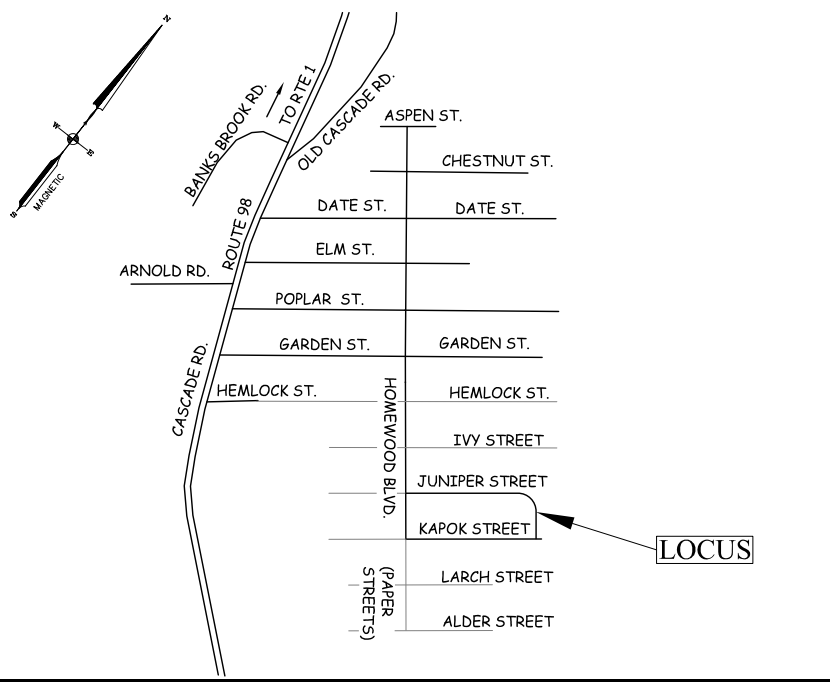 N
W
E
S
MAGNETIC
BANKS BROOK RD.
TO RTE 1
OLD CASCADE RD.
ASPEN ST.
CHESTNUT ST.
DATE ST.
DATE ST.
ROUTE 98
ELM ST.
ARNOLD RD.
POPLAR ST.
GARDEN ST.
GARDEN ST.
CASCADE RD.
HEMLOCK ST.
HEMLOCK ST.
HOMEWOOD BLVD.
IVY STREET
JUNIPER STREET
KAPOK STREET
LOCUS
LARCH STREET
(PAPER
STREETS)
ALDER STREET